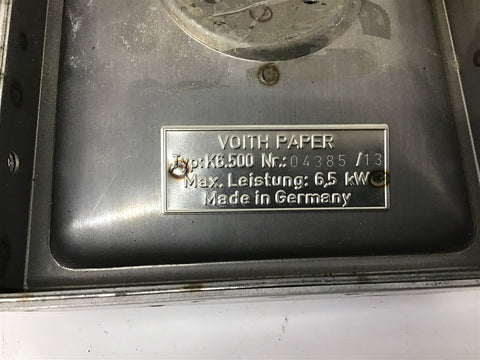 VOITH PAPER
Typ: K6.500 Nr.: 04385 /13
Max. Leistung: 6,5 kW
Made in Germany